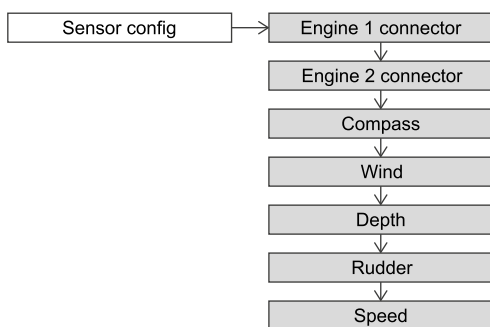 Sensor config
Engine 1 connector
Engine 2 connector
Compass
Wind
Depth
Rudder
Speed